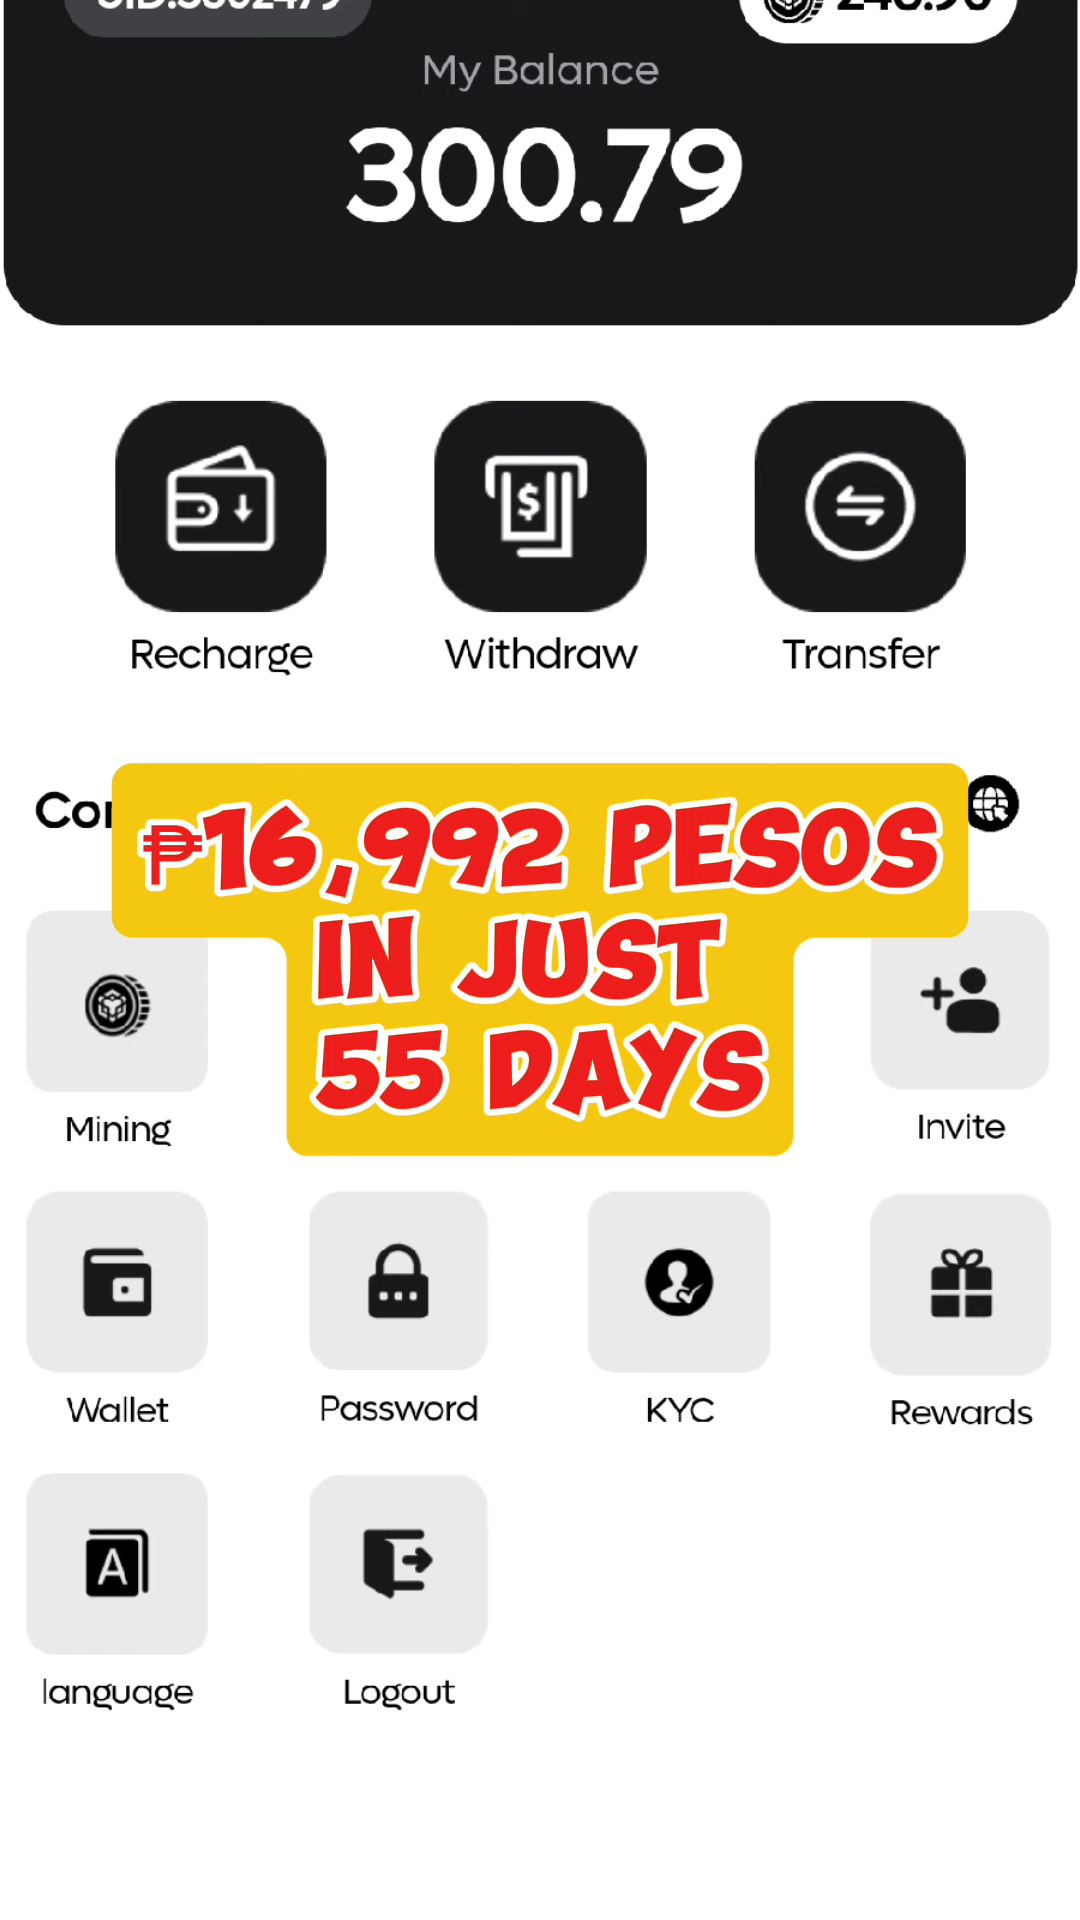 My Balance
300.79
Recharge
Withdraw
Transfer
₱16,992 PESOS
IN JUST
55 DAYS
Mining
Invite
Wallet
Password
KYC
Rewards
A
language
Logout